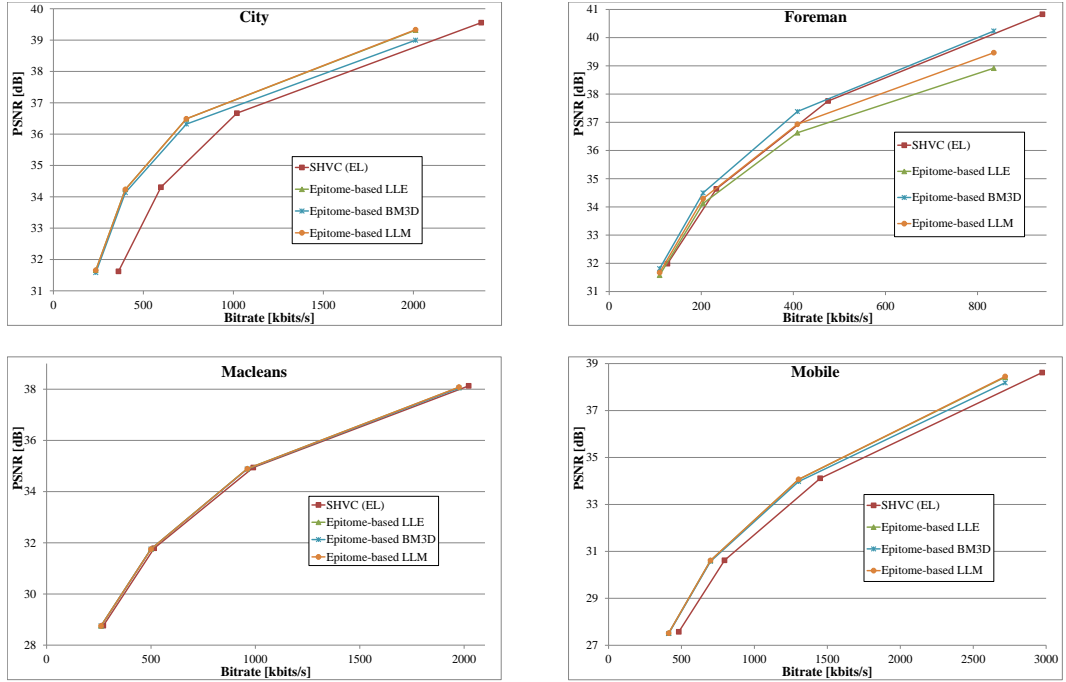 City
PSNR [dB]
40
39
38
37
36
35
34
33
32
31
0
500
1000
1500
2000
Bitrate [kbits/s]
SHVC (EL)
Epitome-based LLE
Epitome-based BM3D
Epitome-based LLM
Foreman
PSNR [dB]
41
40
39
38
37
36
35
34
33
32
31
0
200
400
600
800
Bitrate [kbits/s]
SHVC (EL)
Epitome-based LLE
Epitome-based BM3D
Epitome-based LLM
Macleans
PSNR [dB]
38
36
34
32
30
28
0
500
1000
1500
2000
Bitrate [kbits/s]
SHVC (EL)
Epitome-based LLE
Epitome-based BM3D
Epitome-based LLM
Mobile
PSNR [dB]
39
37
35
33
31
29
27
0
500
1000
1500
2000
2500
3000
Bitrate [kbits/s]
SHVC (EL)
Epitome-based LLE
Epitome-based BM3D
Epitome-based LLM